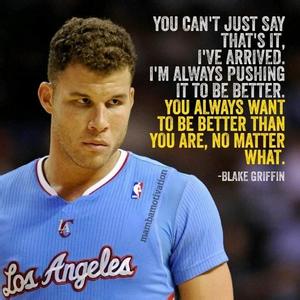 YOU CAN'T JUST SAY
THAT'S IT,
I'VE ARRIVED.
I'M ALWAYS PUSHING
IT TO BE BETTER.
YOU ALWAYS WANT
TO BE BETTER THAN
YOU ARE, NO MATTER
WHAT.
-BLAKE GRIFFIN
mambamotivation
NBA
Los Angeles